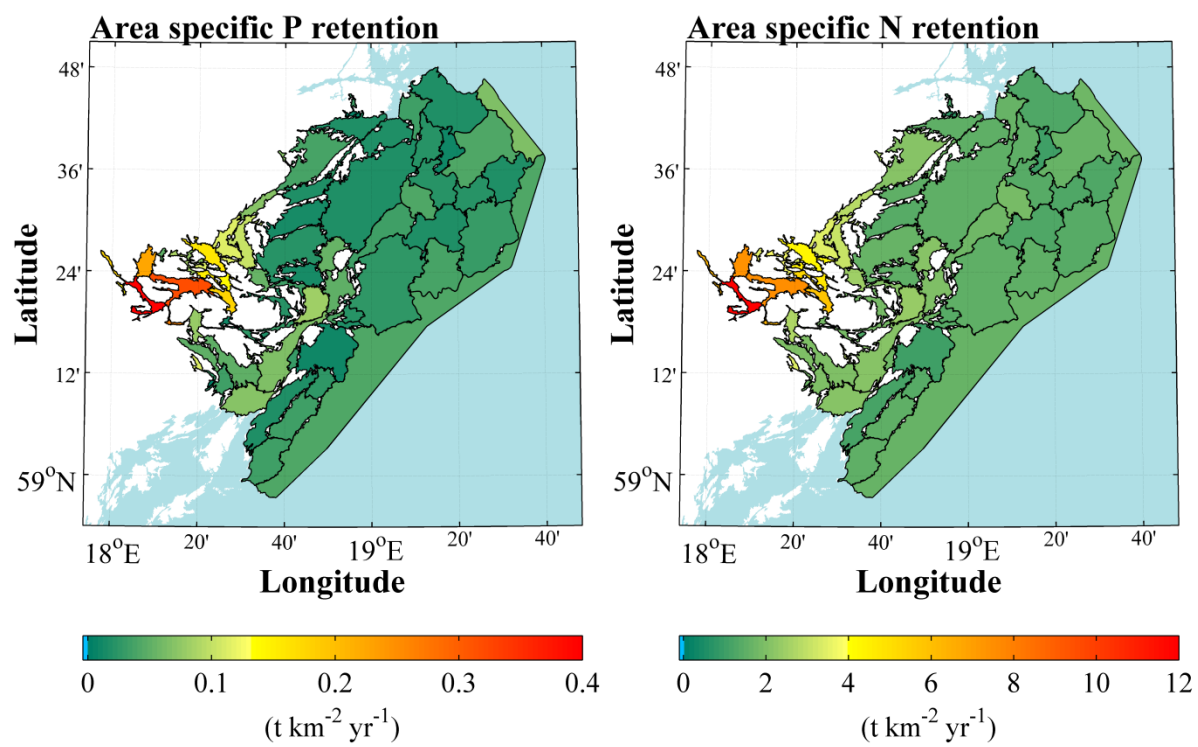 Area specific P retention
Area specific N retention
48'
36'
24'
12'
59°N
Latitude
18°E
20'
40'
19°E
20'
40'
Longitude
48'
36'
24'
12'
59°N
Latitude
18°E
20'
40'
19°E
20'
40'
Longitude
0 0.1 0.2 0.3 0.4
(t km⁻² yr⁻¹)
0 2 4 6 8 10 12
(t km⁻² yr⁻¹)